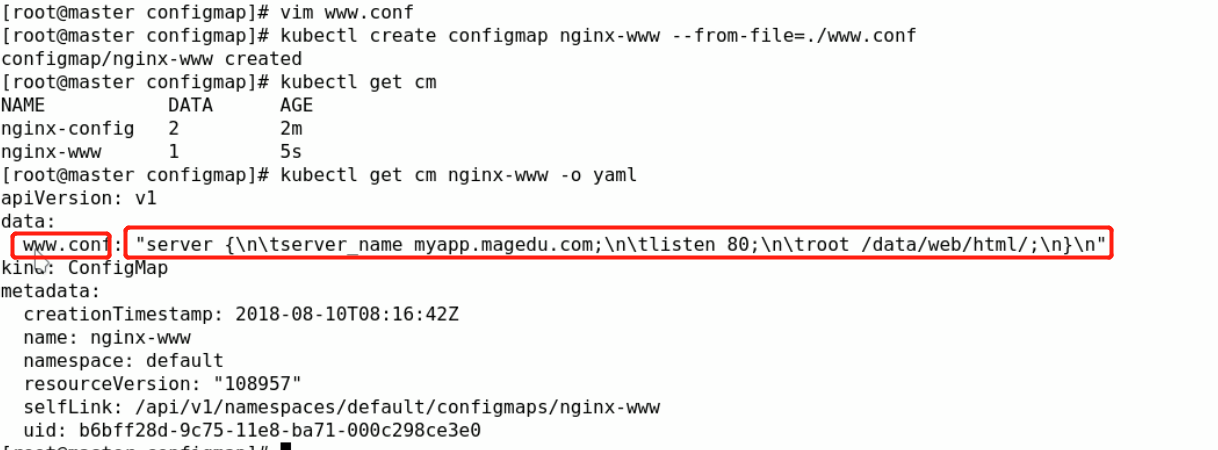 [root@master configmap]# vim www.conf
[root@master configmap]# kubectl create configmap nginx-www --from-file=./www.conf
configmap/nginx-www created
[root@master configmap]# kubectl get cm
NAME           DATA      AGE
nginx-config   2         2m
nginx-www      1         5s
[root@master configmap]# kubectl get cm nginx-www -o yaml
apiVersion: v1
data:
  www.conf: "server {\n\tserver_name myapp.magedu.com;\n\tlisten 80;\n\troot /data/web/html/;\n}\n"
kind: ConfigMap
metadata:
  creationTimestamp: 2018-08-10T08:16:42Z
  name: nginx-www
  namespace: default
  resourceVersion: "108957"
  selfLink: /api/v1/namespaces/default/configmaps/nginx-www
  uid: b6bff28d-9c75-11e8-ba71-000c298ce3e0
[root@master configmap]#